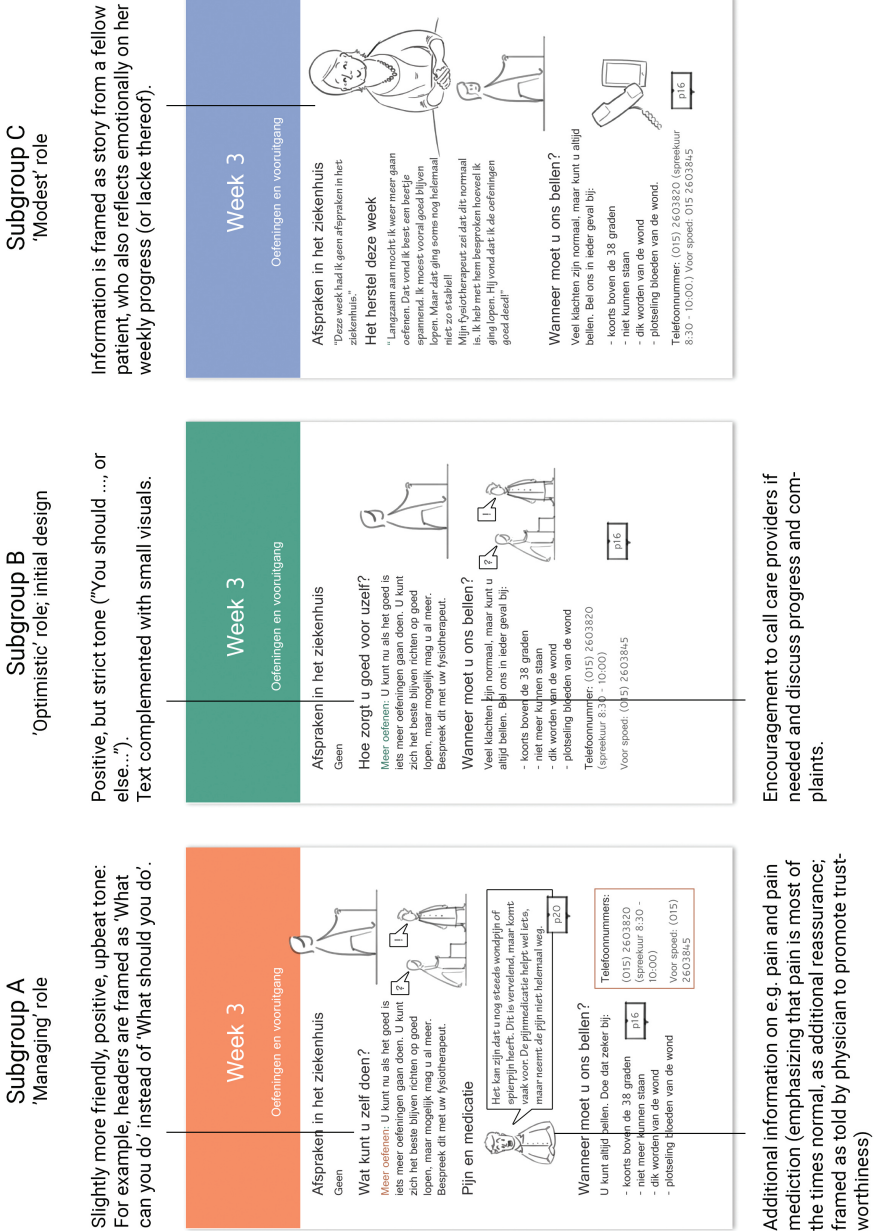 Subgroup A
‘Managing’ role
Slightly more friendly, positive, upbeat tone:
For example, headers are framed as ‘What
can you do’ instead of ‘What should you do’.
Week 3
Oefeningen en vooruitgang
Afspraken in het ziekenhuis
Geen
Wat kunt u zelf doen?
Meer oefenen: U kunt nu als het goed is
iets meer oefeningen gaan doen. U kunt
zich het beste blijven richten op goed
lopen, maar mogelijk mag u al meer.
Bespreek dit met uw fysiotherapeut.
?
!
Pijn en medicatie
Het kan zijn dat u nog steeds wondpijn of
spierpijn heeft. Dit is vervelend, maar komt
vaak voor. De pijnmedicatie helpt wel iets,
maar neemt de pijn niet helemaal weg.
p20
Wanneer moet u ons bellen?
U kunt altijd bellen. Doe dat zeker bij:
- koorts boven de 38 graden
- niet meer kunnen staan
- dik worden van de wond
- plotseling bloeden van de wond
p16
Telefoonnummers:
(015) 2603820
(spreekuur 8:30 -
10:00)
Voor spoed: (015)
2603845
Additional information on e.g. pain and pain
mediction (emphasizing that pain is most of
the times normal, as additional reassurance;
framed as told by physician to promote trust-
worthiness)
Subgroup B
‘Optimistic’ role; initial design
Positive, but strict tone (“You should ..., or
else...”).
Text complemented with small visuals.
Week 3
Oefeningen en vooruitgang
Afspraken in het ziekenhuis
Geen
Hoe zorgt u goed voor uzelf?
Meer oefenen: U kunt nu als het goed is
iets meer oefeningen gaan doen. U kunt
zich het beste blijven richten op goed
lopen, maar mogelijk mag u al meer.
Bespreek dit met uw fysiotherapeut.
Wanneer moet u ons bellen?
?
!
Veel klachten zijn normaal, maar kunt u
altijd bellen. Bel ons in ieder geval bij:
- koorts boven de 38 graden
- niet meer kunnen staan
- dik worden van de wond
- plotseling bloeden van de wond
Telefoonnummer: (015) 2603820
(spreekuur 8:30 - 10:00)
Voor spoed: (015) 2603845
p16
Encouragement to call care providers if
needed and discuss progress and com-
plaints.
Subgroup C
‘Modest’ role
Information is framed as story from a fellow
patient, who also reflects emotionally on her
weekly progress (or lacke thereof).
Week 3
Oefeningen en vooruitgang
Afspraken in het ziekenhuis
"Deze week had ik geen afspraken in het
ziekenhuis."
Het herstel deze week
" Langzaam aan mocht ik weer meer gaan
oefenen. Dat vond ik best een beetje
spannend. Ik moest vooral goed blijven
lopen. Maar dat ging soms nog helemaal
niet zo stabiel!
Mijn fysiotherapeut zei dat dit normaal
is. Ik heb met hem besproken hoeveel ik
ging lopen. Hij vond dat ik de oefeningen
goed deed!"
Wanneer moet u ons bellen?
Veel klachten zijn normaal, maar kunt u altijd
bellen. Bel ons in ieder geval bij:
- koorts boven de 38 graden
- niet kunnen staan
- dik worden van de wond
- plotseling bloeden van de wond.
Telefoonnummer: (015) 2603820 (spreekuur
8:30 - 10:00.) Voor spoed: 015 2603845
p16